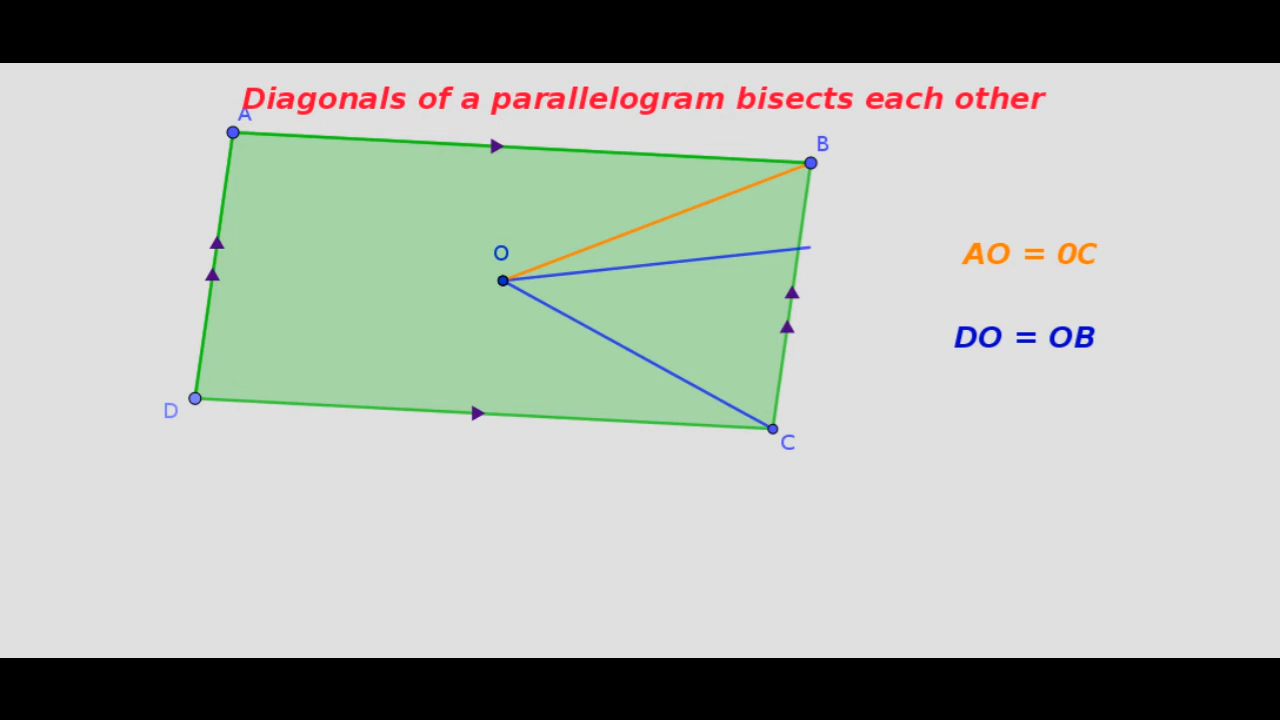 Diagonals of a parallelogram bisects each other
A
B
O
AO = 0C
DO = OB
D
C